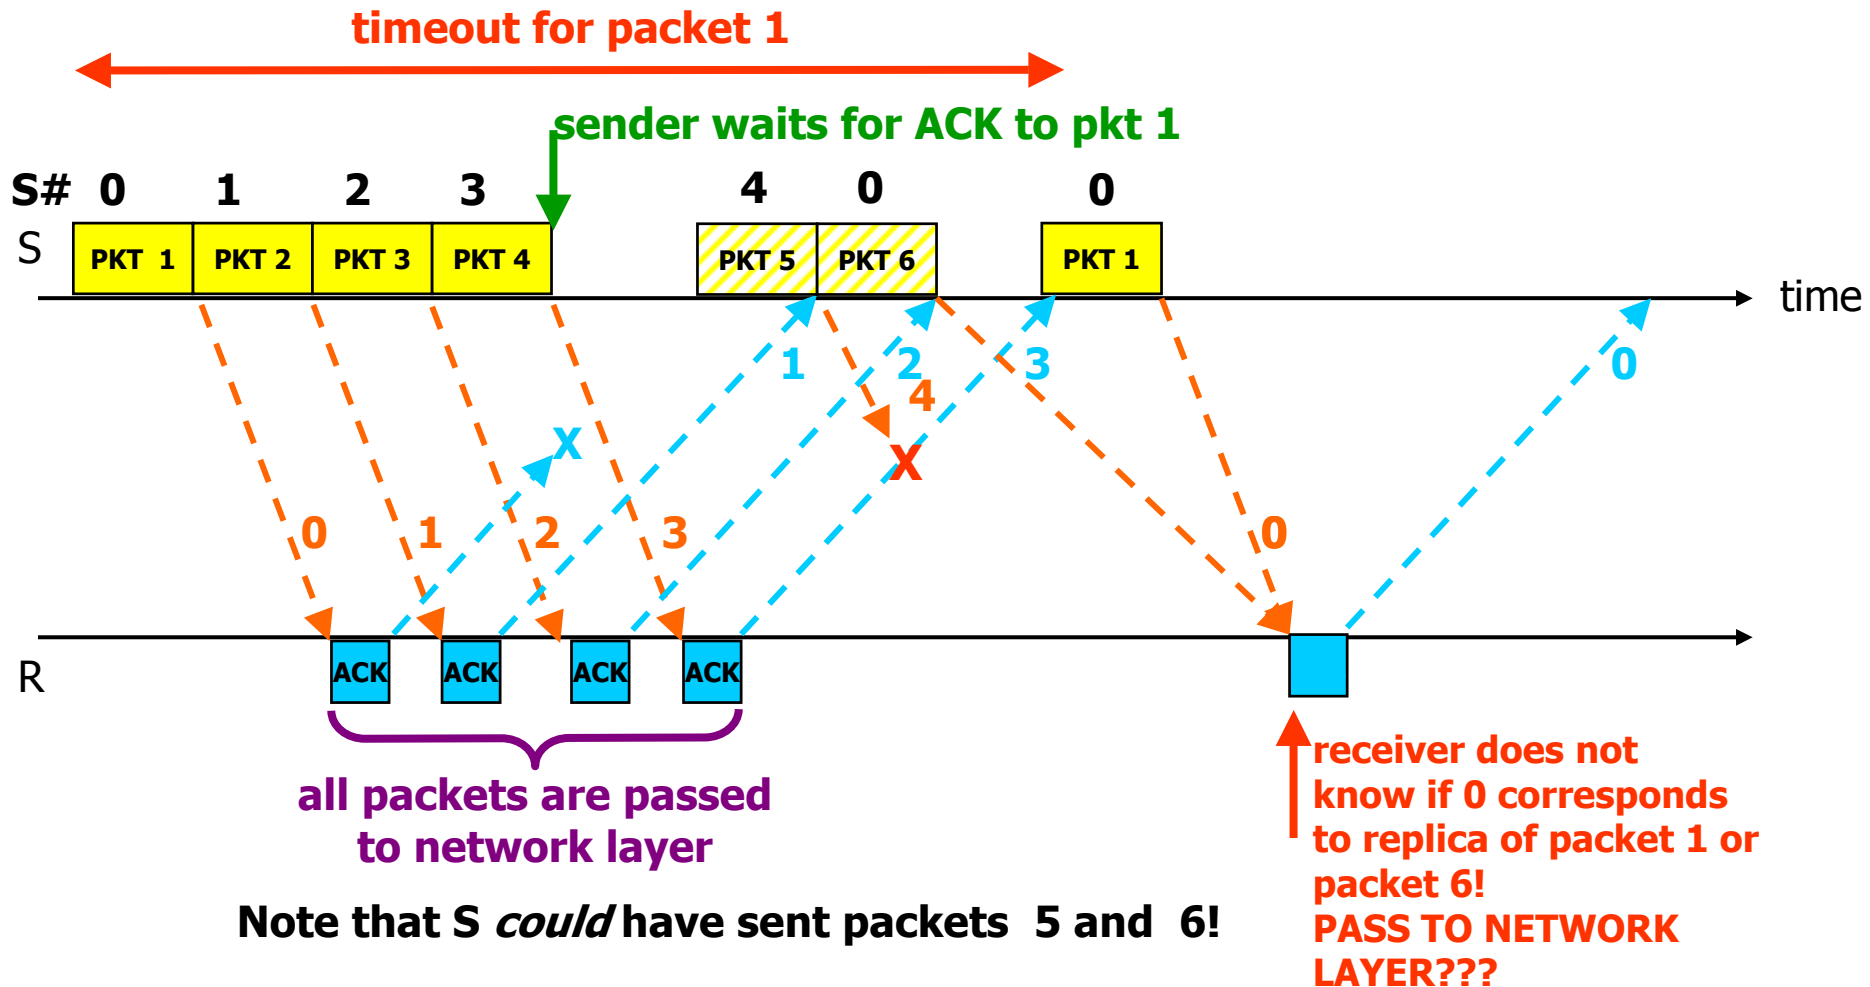 timeout for packet 1
sender waits for ACK to pkt 1
S# 0 1 2 3 4 0 0
S
PKT 1 PKT 2 PKT 3 PKT 4 PKT 5 PKT 6 PKT 1
time
1 2 3 0
4
X
X
0 1 2 3 0
R
ACK ACK ACK ACK
all packets are passed
to network layer
receiver does not
know if 0 corresponds
to replica of packet 1 or
packet 6!
PASS TO NETWORK
LAYER???
Note that S could have sent packets 5 and 6!